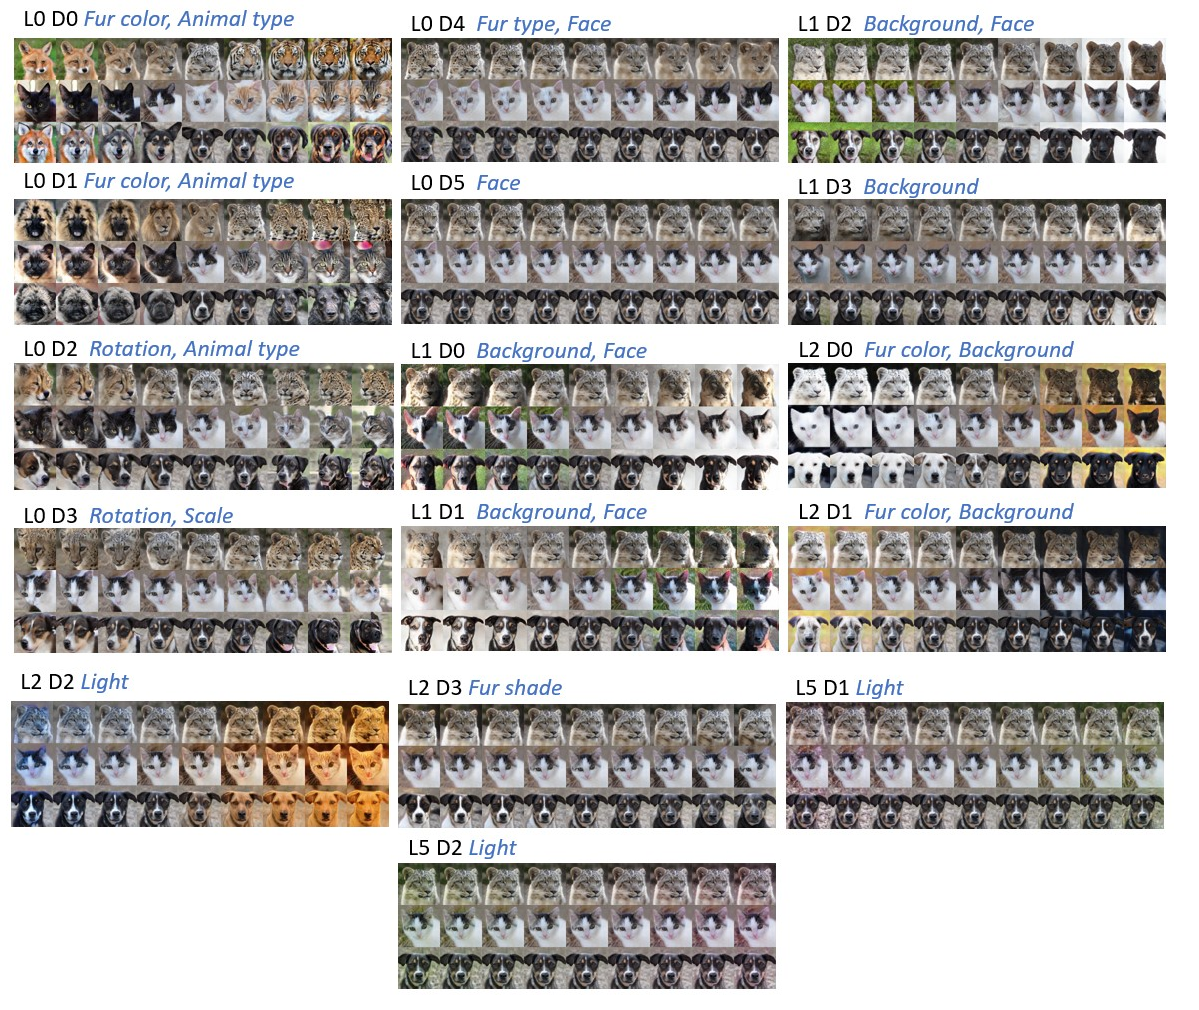 L0 D0 Fur color, Animal type
L0 D4 Fur type, Face
L1 D2 Background, Face
L0 D1 Fur color, Animal type
L0 D5 Face
L1 D3 Background
L0 D2 Rotation, Animal type
L1 D0 Background, Face
L2 D0 Fur color, Background
L0 D3 Rotation, Scale
L1 D1 Background, Face
L2 D1 Fur color, Background
L2 D2 Light
L2 D3 Fur shade
L5 D1 Light
L5 D2 Light